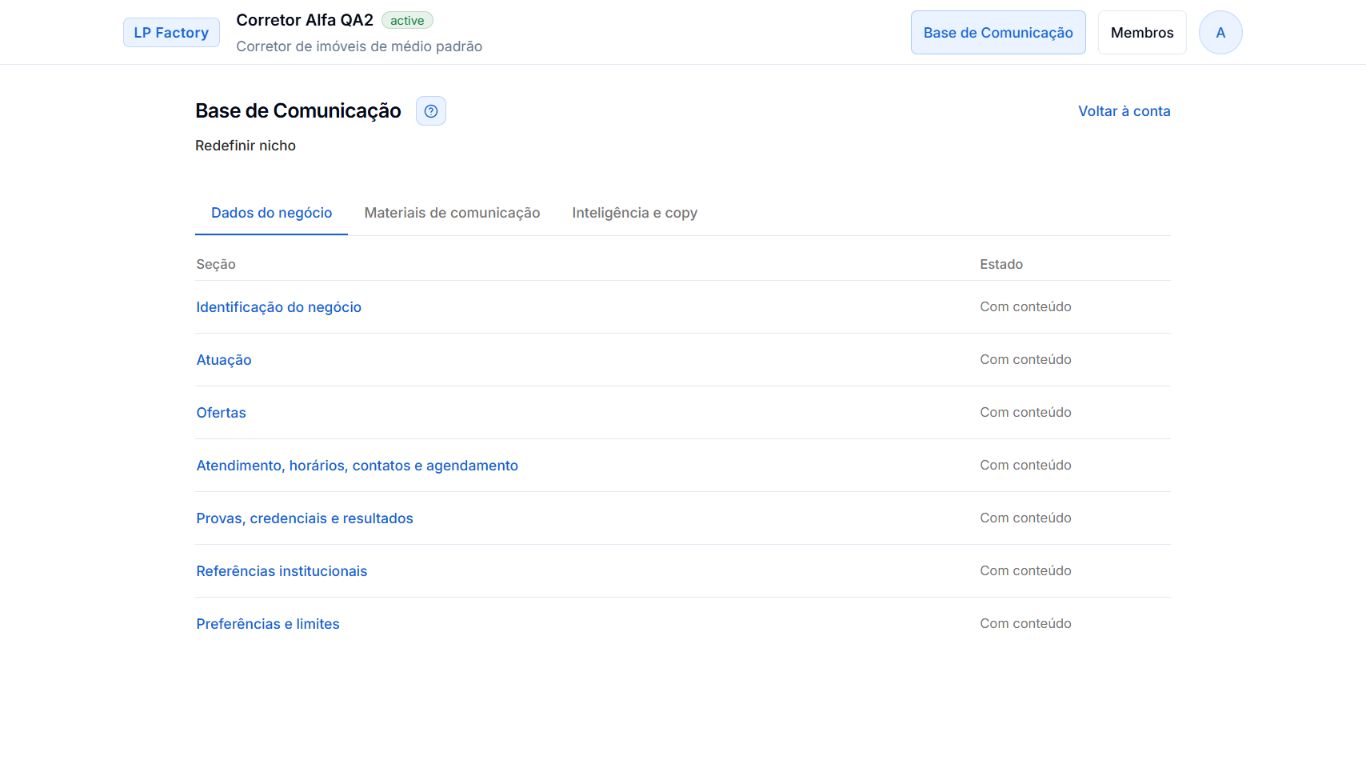 LP Factory
Corretor Alfa QA2 active
Corretor de imóveis de médio padrão
Base de Comunicação
Membros
A
Base de Comunicação
Voltar à conta
Redefinir nicho
Dados do negócio
Materiais de comunicação
Inteligência e copy
Seção Estado
Identificação do negócio Com conteúdo
Atuação Com conteúdo
Ofertas Com conteúdo
Atendimento, horários, contatos e agendamento Com conteúdo
Provas, credenciais e resultados Com conteúdo
Referências institucionais Com conteúdo
Preferências e limites Com conteúdo